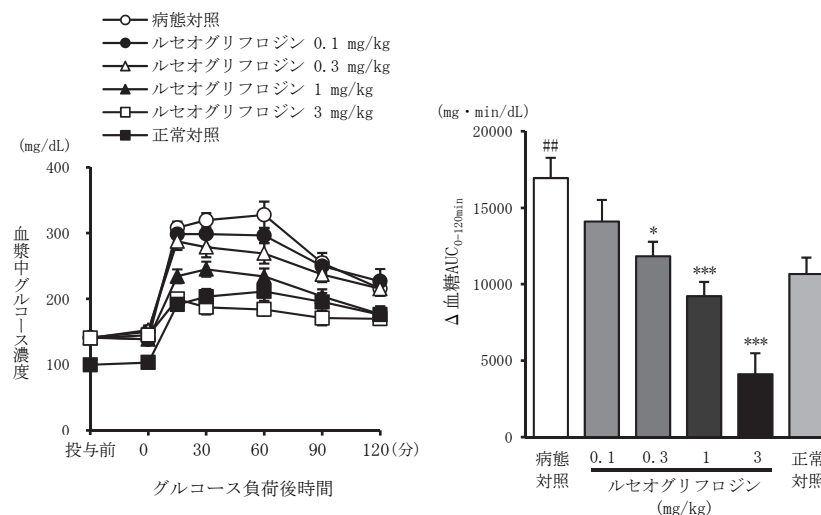 病態対照
ルセオグリフロジン 0.1 mg/kg
ルセオグリフロジン 0.3 mg/kg
ルセオグリフロジン 1 mg/kg
ルセオグリフロジン 3 mg/kg
正常対照
(mg/dL)
400
300
200
100
0
血漿中グルコース濃度
投与前 0 30 60 90 120(分)
グルコース負荷後時間
(mg・min/dL)
20000
15000
10000
5000
0
Δ血糖AUC0-120min
##
*
***
***
病態
対照
0.1 0.3 1 3
ルセオグリフロジン
(mg/kg)
正常
対照